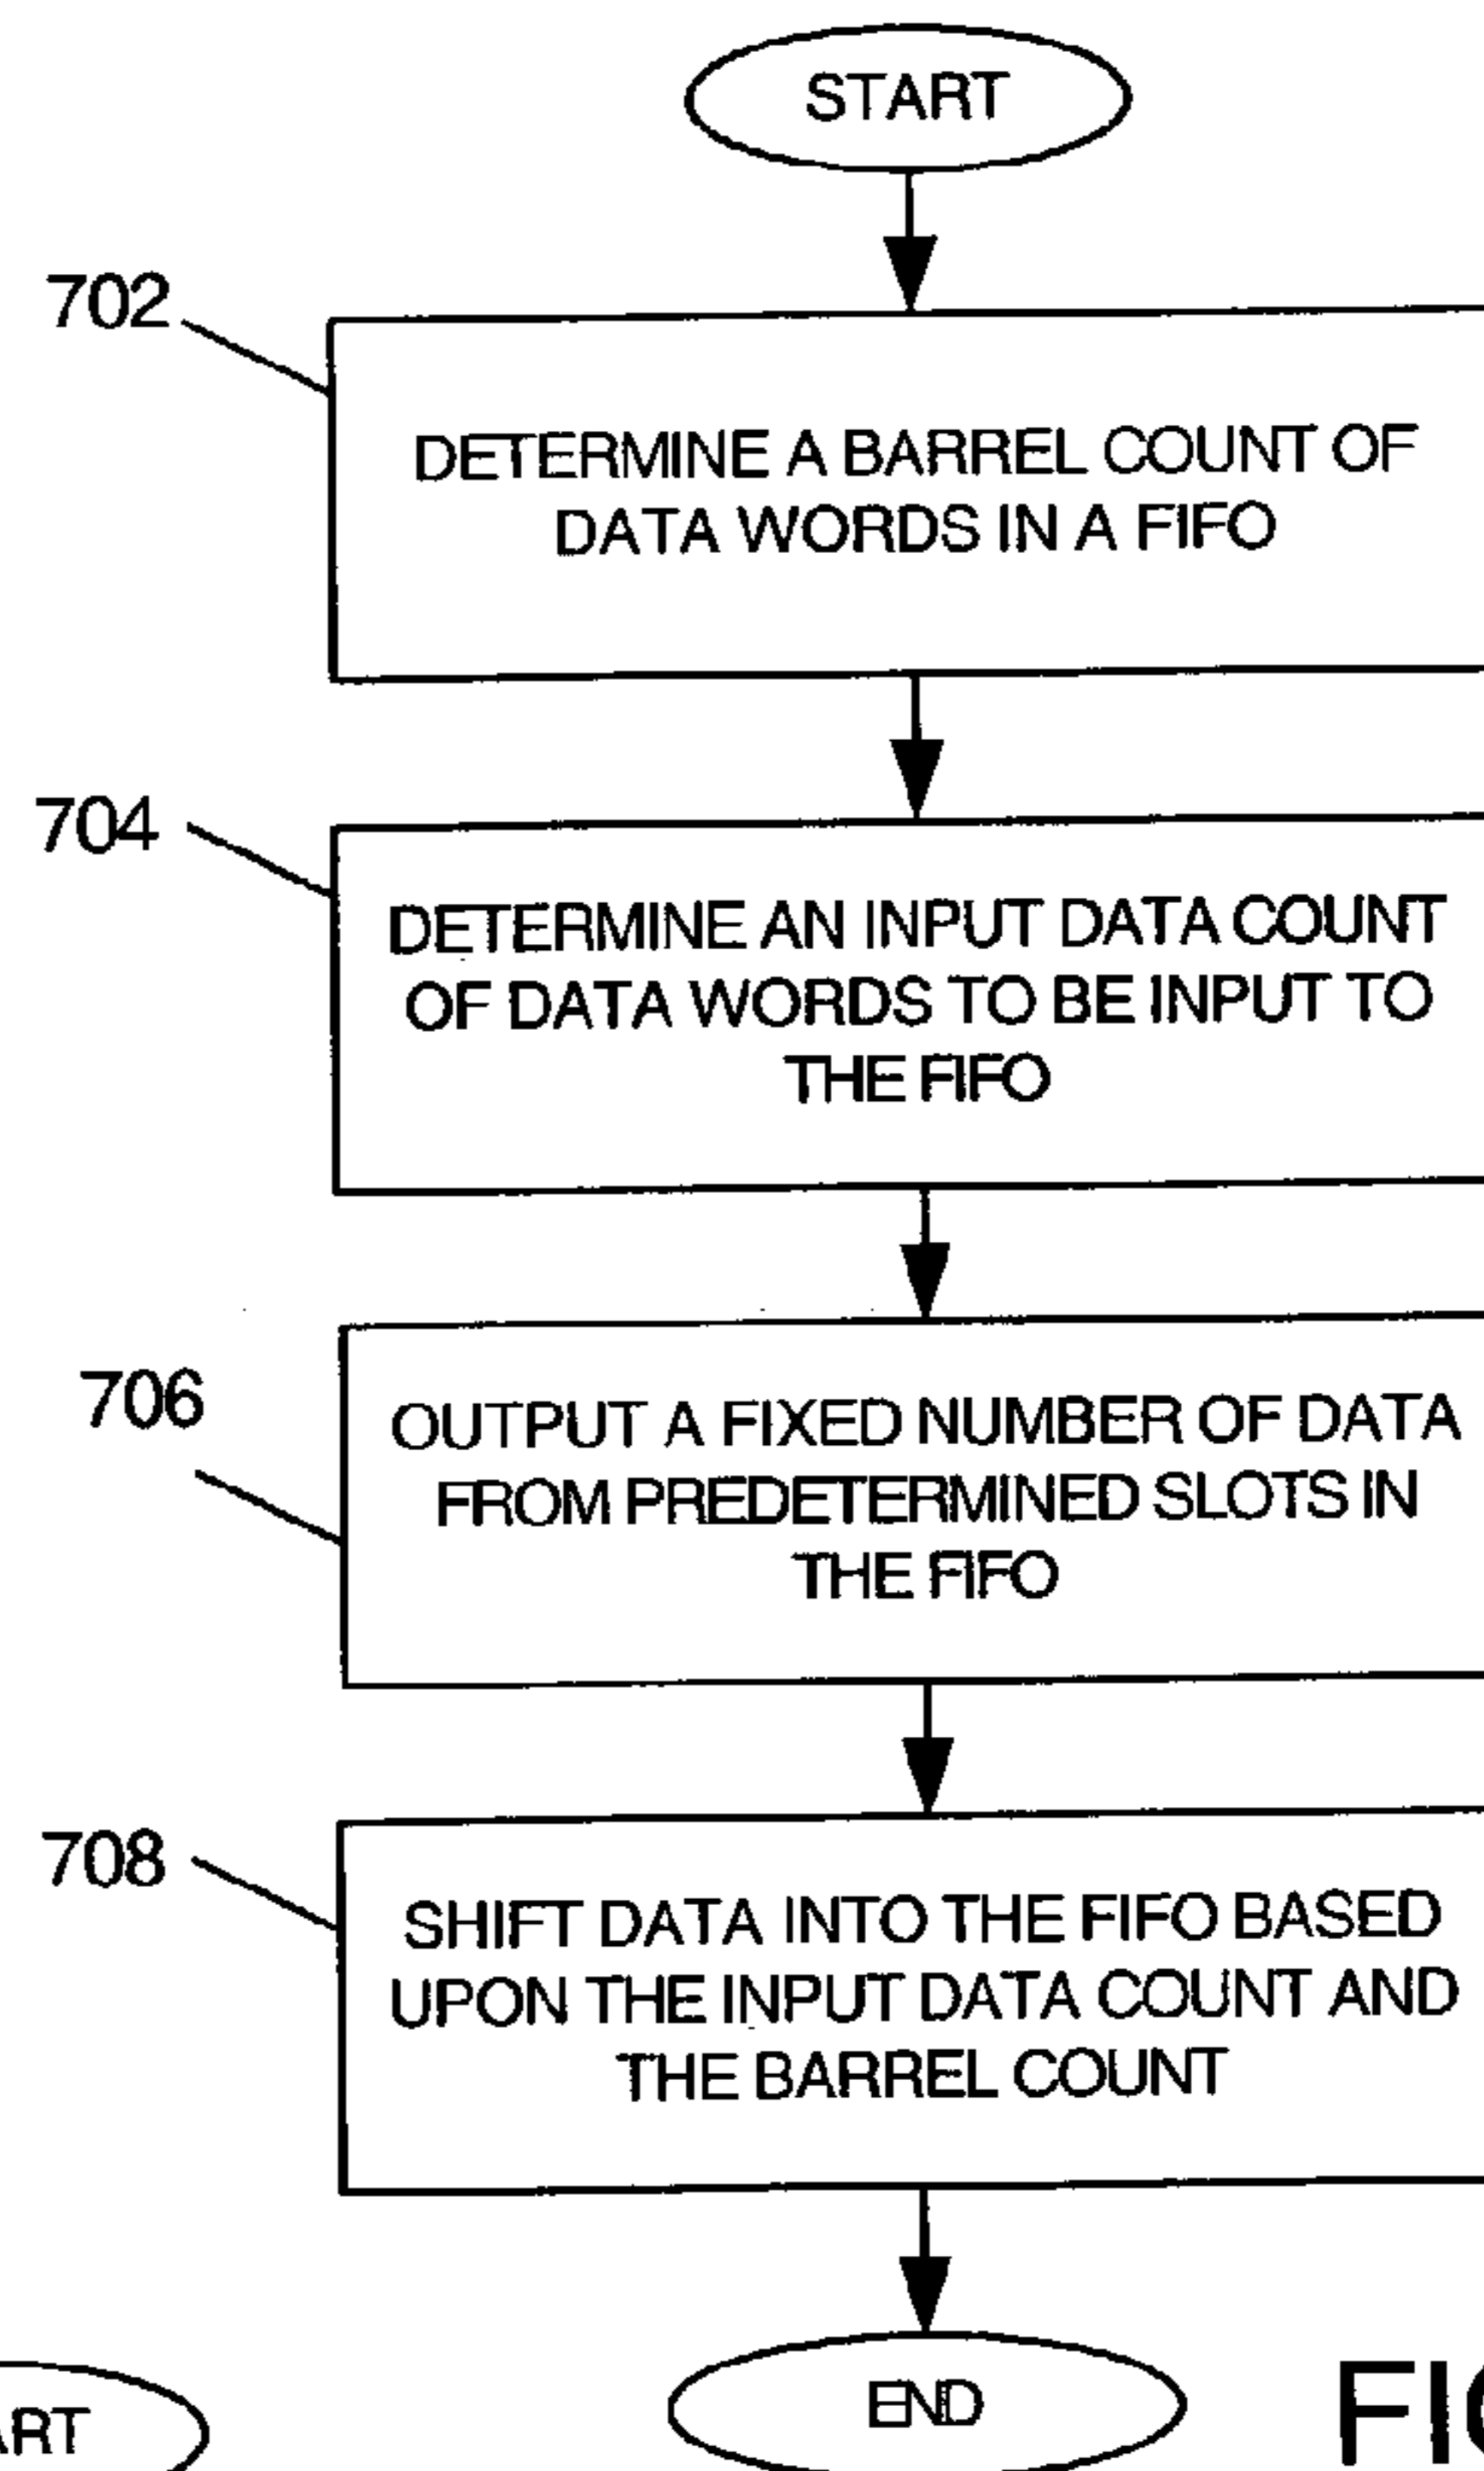 START
702
DETERMINE A BARREL COUNT OF
DATA WORDS IN A FIFO
704
DETERMINE AN INPUT DATA COUNT
OF DATA WORDS TO BE INPUT TO
THE FIFO
706
OUTPUT A FIXED NUMBER OF DATA
FROM PREDETERMINED SLOTS IN
THE FIFO
708
SHIFT DATA INTO THE FIFO BASED
UPON THE INPUT DATA COUNT AND
THE BARREL COUNT
END